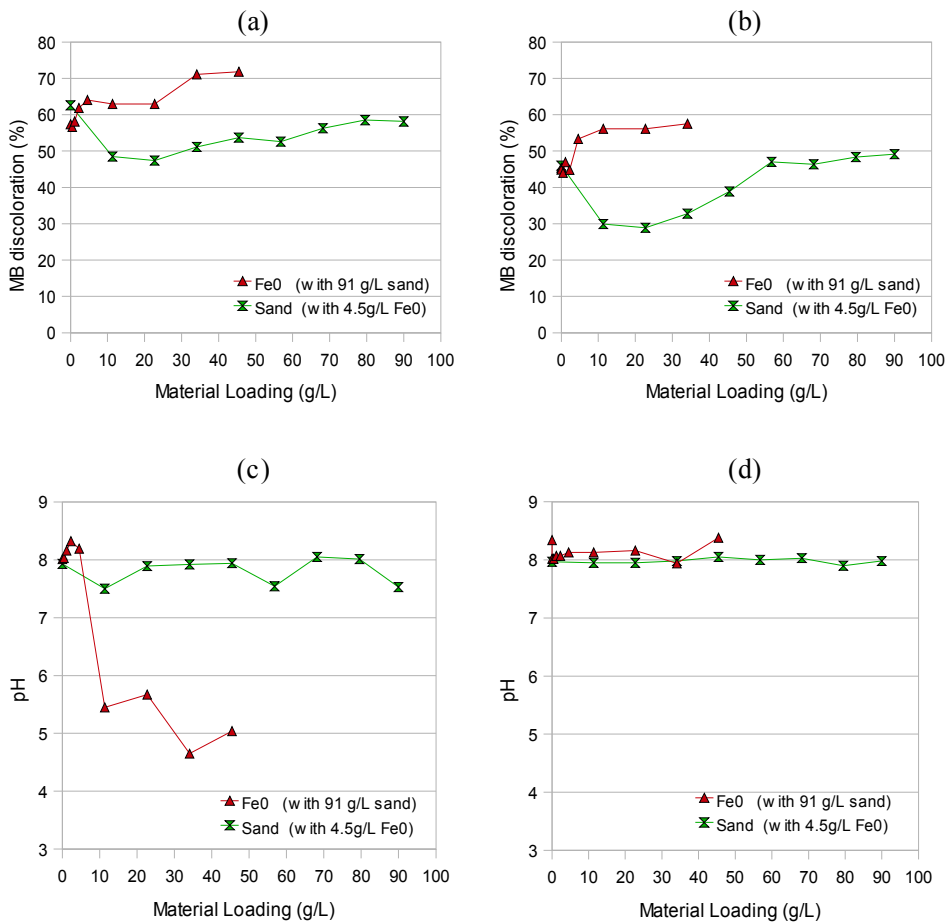 (a)
80
70
60
50
40
30
20
10
0
MB discoloration (%)
Fe0 (with 91 g/L sand)
Sand (with 4.5g/L Fe0)
0 10 20 30 40 50 60 70 80 90 100
Material Loading (g/L)
(b)
80
70
60
50
40
30
20
10
0
MB discoloration (%)
Fe0 (with 91 g/L sand)
Sand (with 4.5g/L Fe0)
0 10 20 30 40 50 60 70 80 90 100
Material Loading (g/L)
(c)
9
8
7
6
5
4
3
pH
Fe0 (with 91 g/L sand)
Sand (with 4.5g/L Fe0)
0 10 20 30 40 50 60 70 80 90 100
Material Loading (g/L)
(d)
9
8
7
6
5
4
3
pH
Fe0 (with 91 g/L sand)
Sand (with 4.5g/L Fe0)
0 10 20 30 40 50 60 70 80 90 100
Material Loading (g/L)